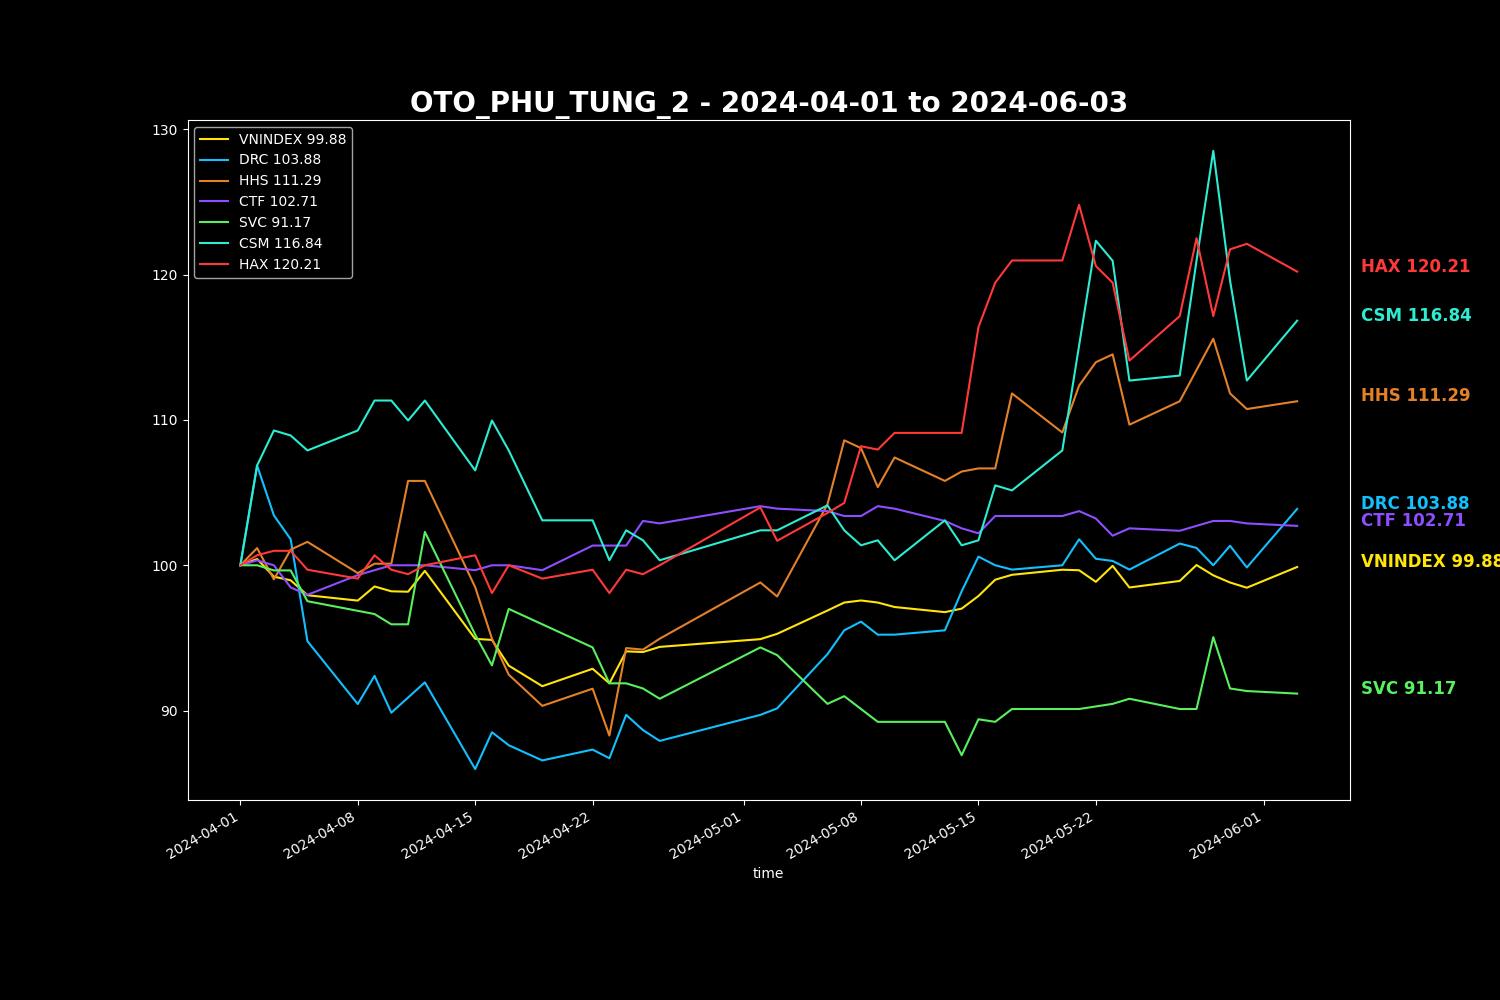 OTO_PHU_TUNG_2 - 2024-04-01 to 2024-06-03
130
120
110
100
90
VNINDEX 99.88
DRC 103.88
HHS 111.29
CTF 102.71
SVC 91.17
CSM 116.84
HAX 120.21
HAX 120.21
CSM 116.84
HHS 111.29
DRC 103.88
CTF 102.71
VNINDEX 99.88
SVC 91.17
2024-04-01
2024-04-08
2024-04-15
2024-04-22
2024-05-01
2024-05-08
2024-05-15
2024-05-22
2024-06-01
time